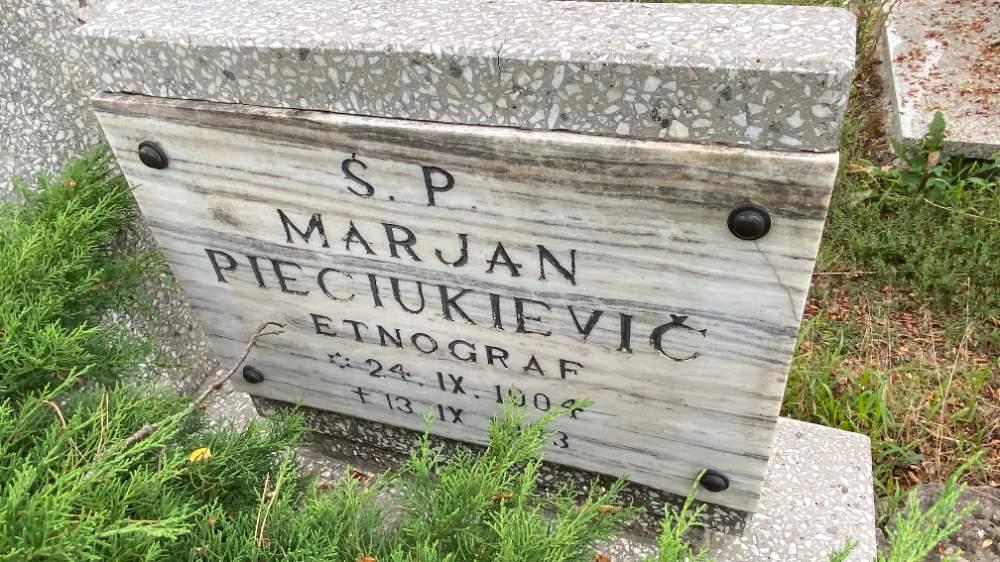 Ś. P.
MARJAN
PIECIUKIEVIČ
ETNOGRAF
* 24. IX. 1904
+ 13. IX